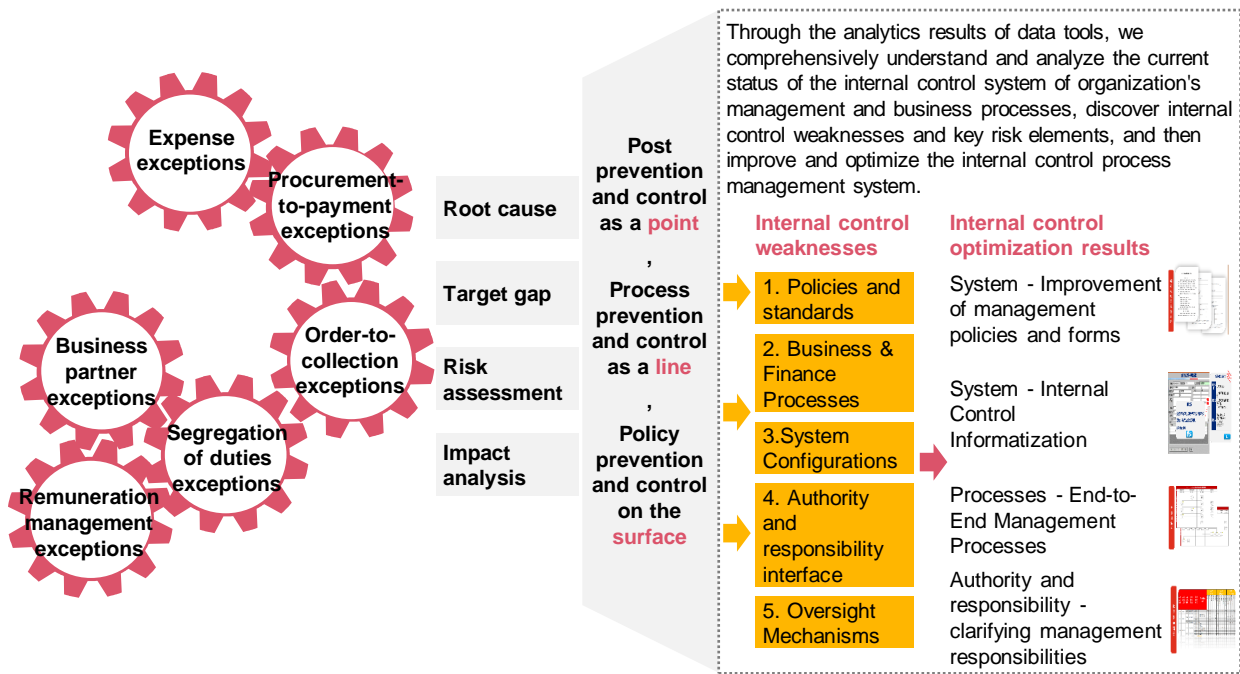 Expense
exceptions
Procurement-
to-payment
exceptions
Order-to-
collection
exceptions
Business
partner
exceptions
Segregation
of duties
exceptions
Remuneration
management
exceptions
Root cause
Target gap
Risk
assessment
Impact
analysis
Post
prevention
and control
as a point
,
Process
prevention
and control
as a line
,
Policy
prevention
and control
on the
surface
Through the analytics results of data tools, we
comprehensively understand and analyze the current
status of the internal control system of organization's
management and business processes, discover internal
control weaknesses and key risk elements, and then
improve and optimize the internal control process
management system.
Internal control
weaknesses
1. Policies and
standards
2. Business &
Finance
Processes
3.System
Configurations
4. Authority
and
responsibility
interface
5. Oversight
Mechanisms
Internal control
optimization results
System - Improvement
of management
policies and forms
System - Internal
Control
Informatization
Processes - End-to-
End Management
Processes
Authority and
responsibility -
clarifying management
responsibilities